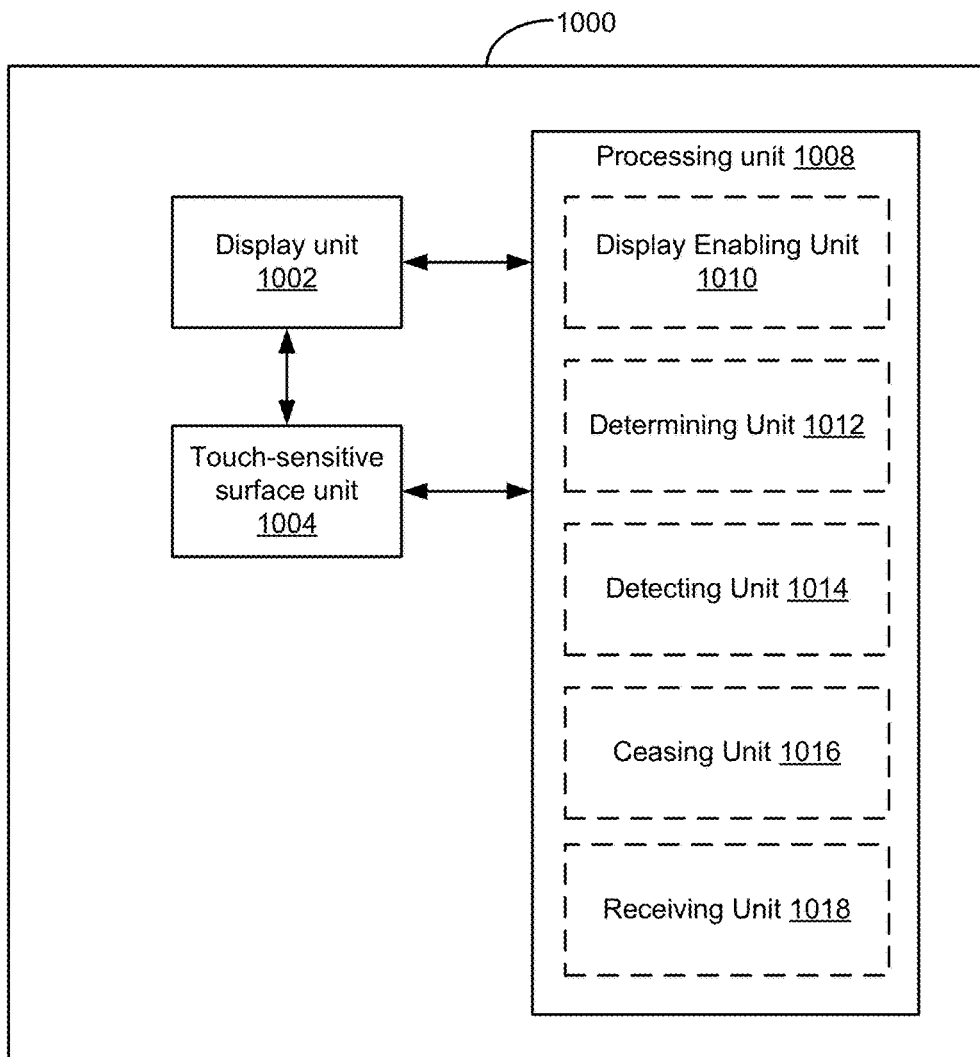 1000
Processing unit 1008
Display unit
1002
Display Enabling Unit
1010
Touch-sensitive
surface unit
1004
Determining Unit 1012
Detecting Unit 1014
Ceasing Unit 1016
Receiving Unit 1018